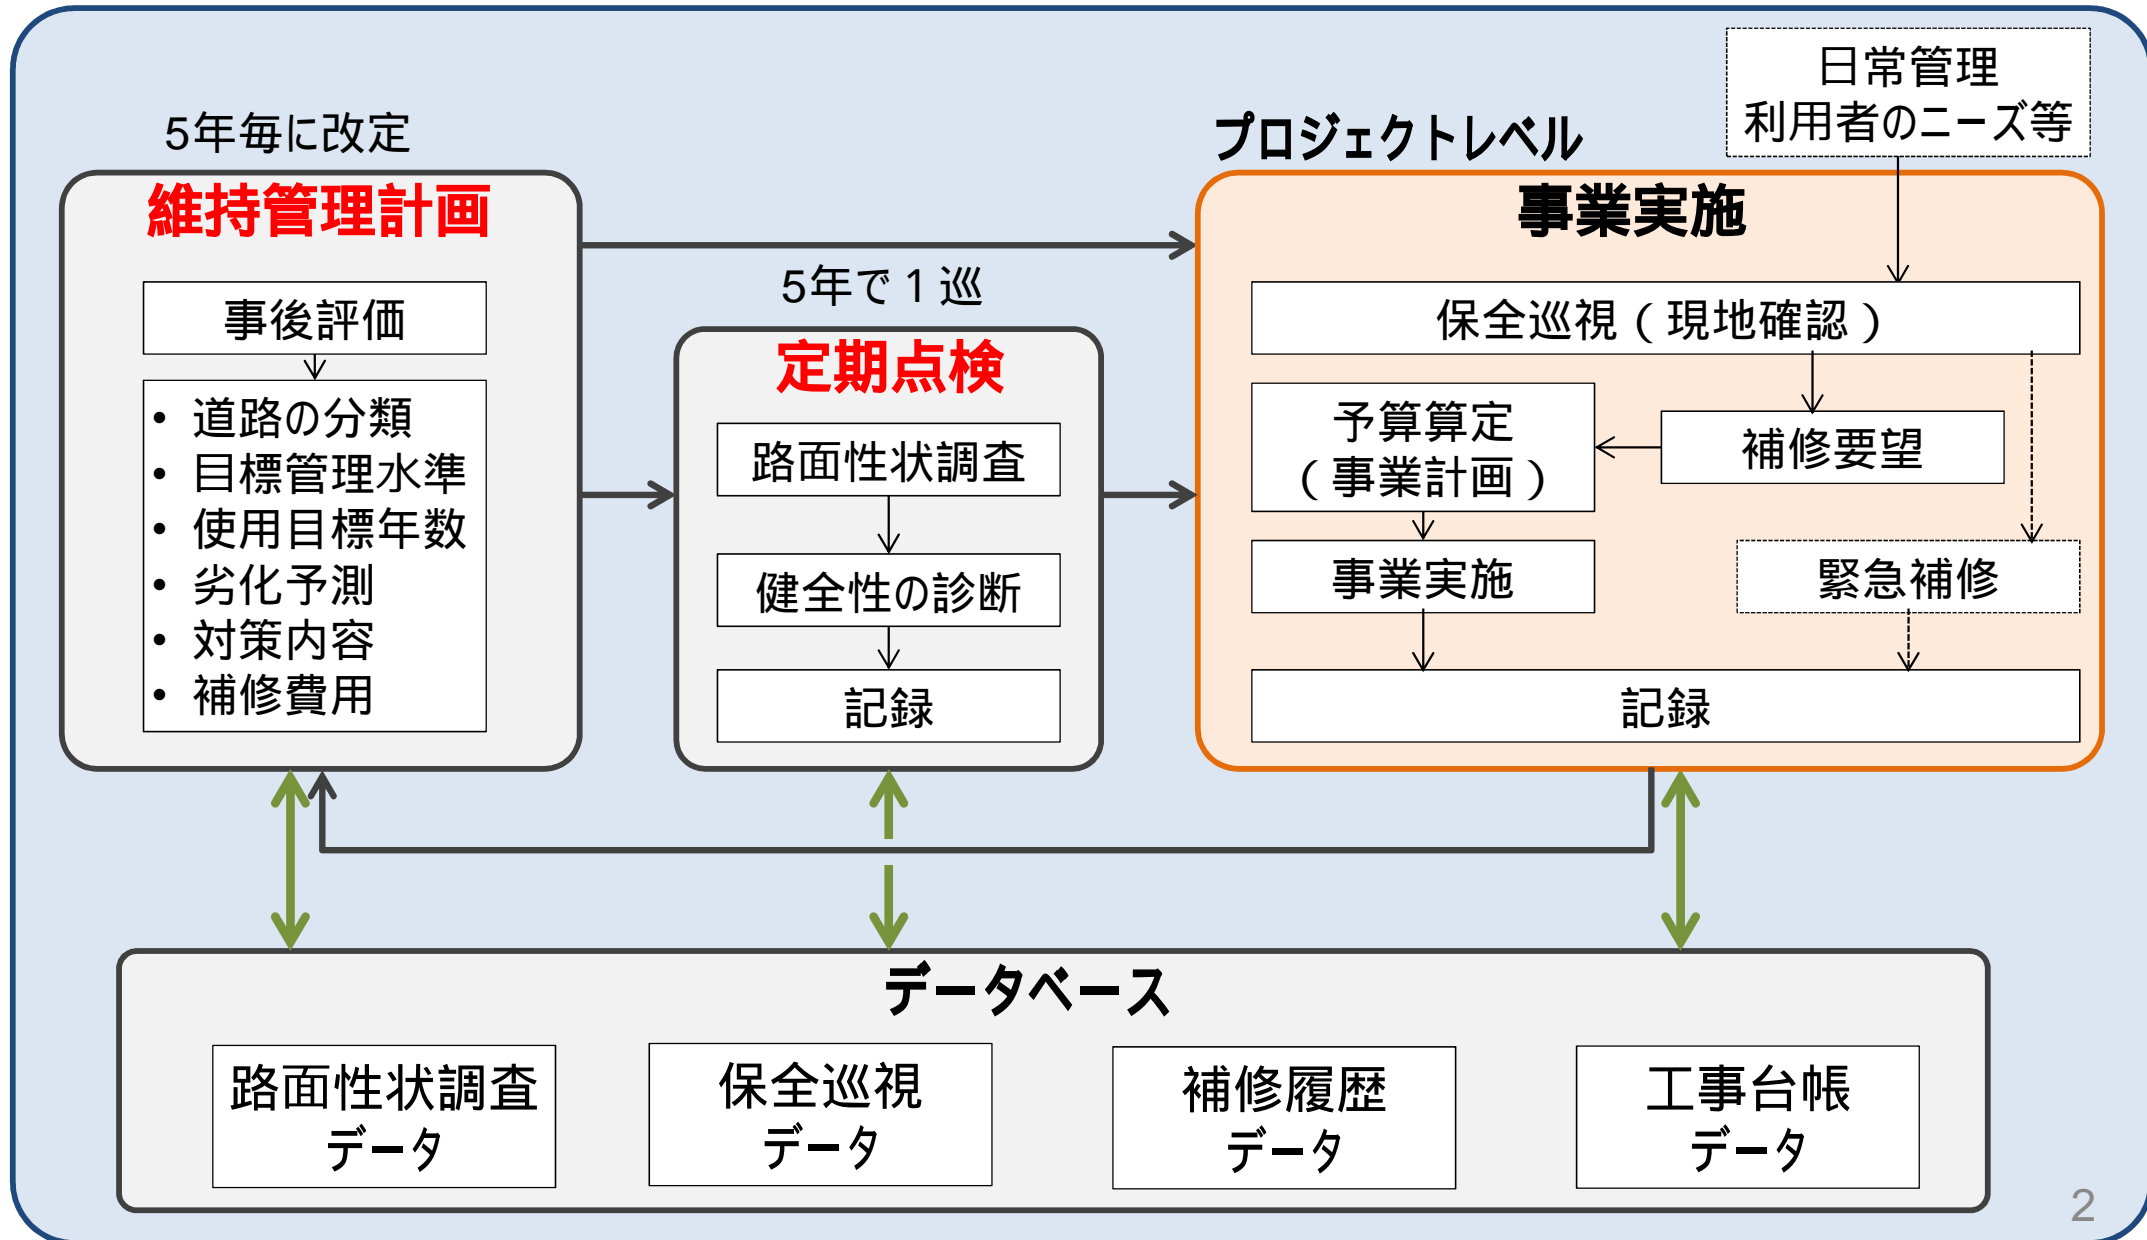 5年毎に改定
維持管理計画
事後評価
• 道路の分類
• 目標管理水準
• 使用目標年数
• 劣化予測
• 対策内容
• 補修費用
5年で1巡
定期点検
路面性状調査
健全性の診断
記録
日常管理
利用者のニーズ等
プロジェクトレベル
事業実施
保全巡視(現地確認)
予算算定
(事業計画)
補修要望
事業実施
緊急補修
記録
データベース
路面性状調査
データ
保全巡視
データ
補修履歴
データ
工事台帳
データ
2